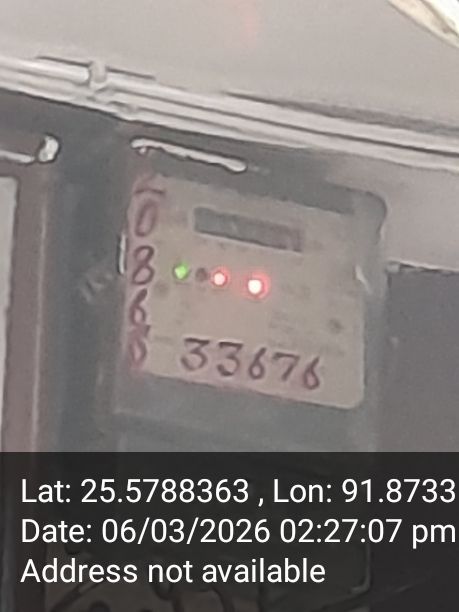 33676
Lat: 25.5788363 , Lon: 91.8733
Date: 06/03/2026 02:27:07 pm
Address not available